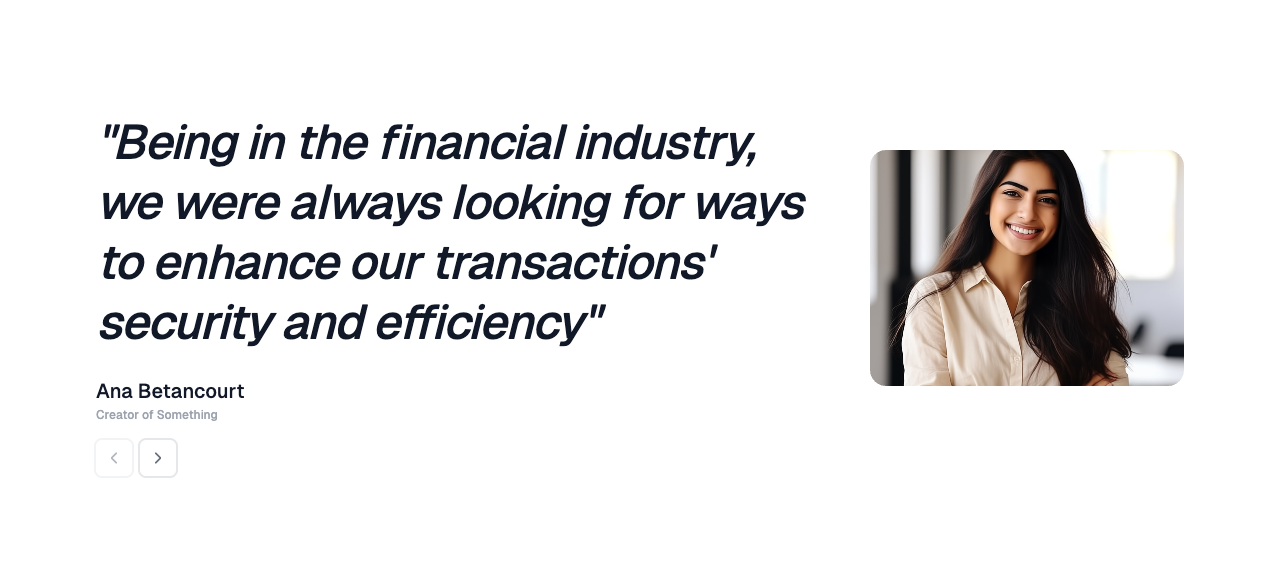 "Being in the financial industry,
we were always looking for ways
to enhance our transactions'
security and efficiency"
Ana Betancourt
Creator of Something